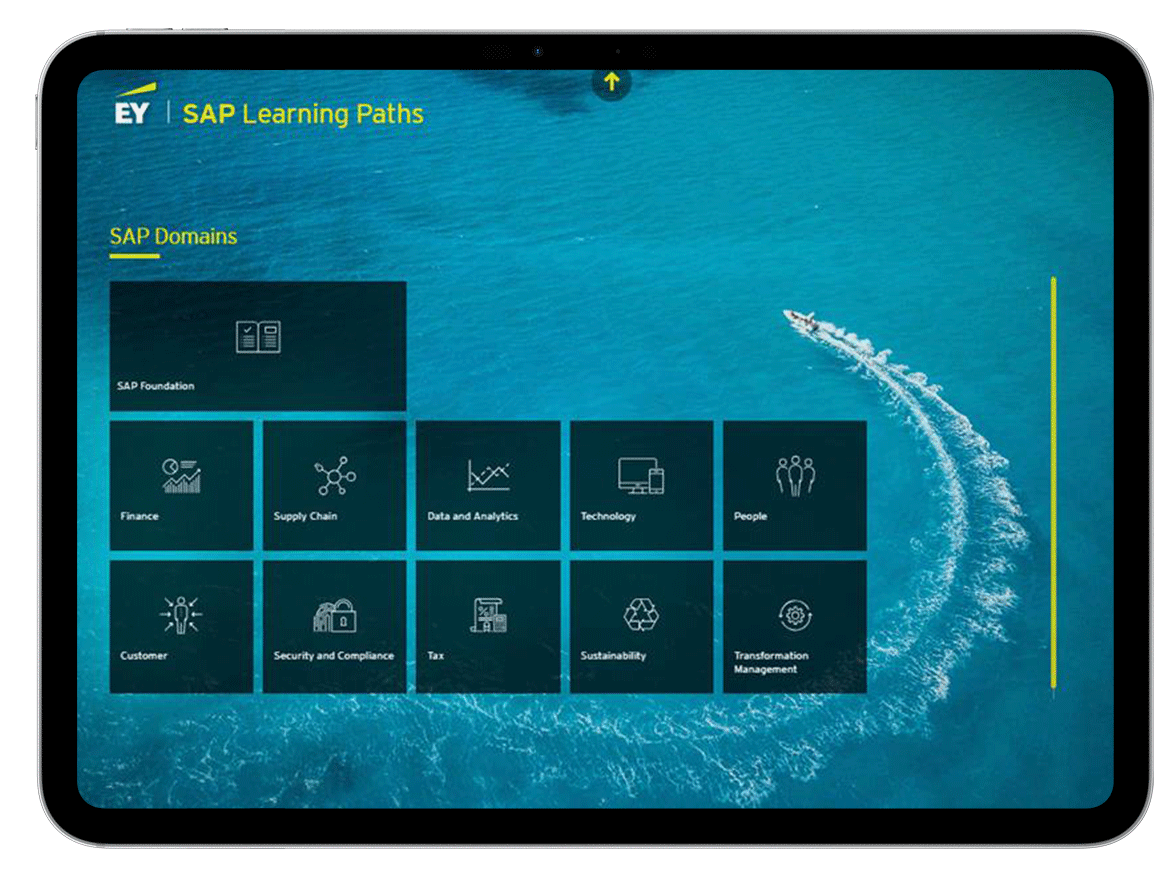 EY | SAP Learning Paths
SAP Domains
SAP Foundation
Finance
Supply Chain
Data and Analytics
Technology
People
Customer
Security and Compliance
Tax
Sustainability
Transformation
Management